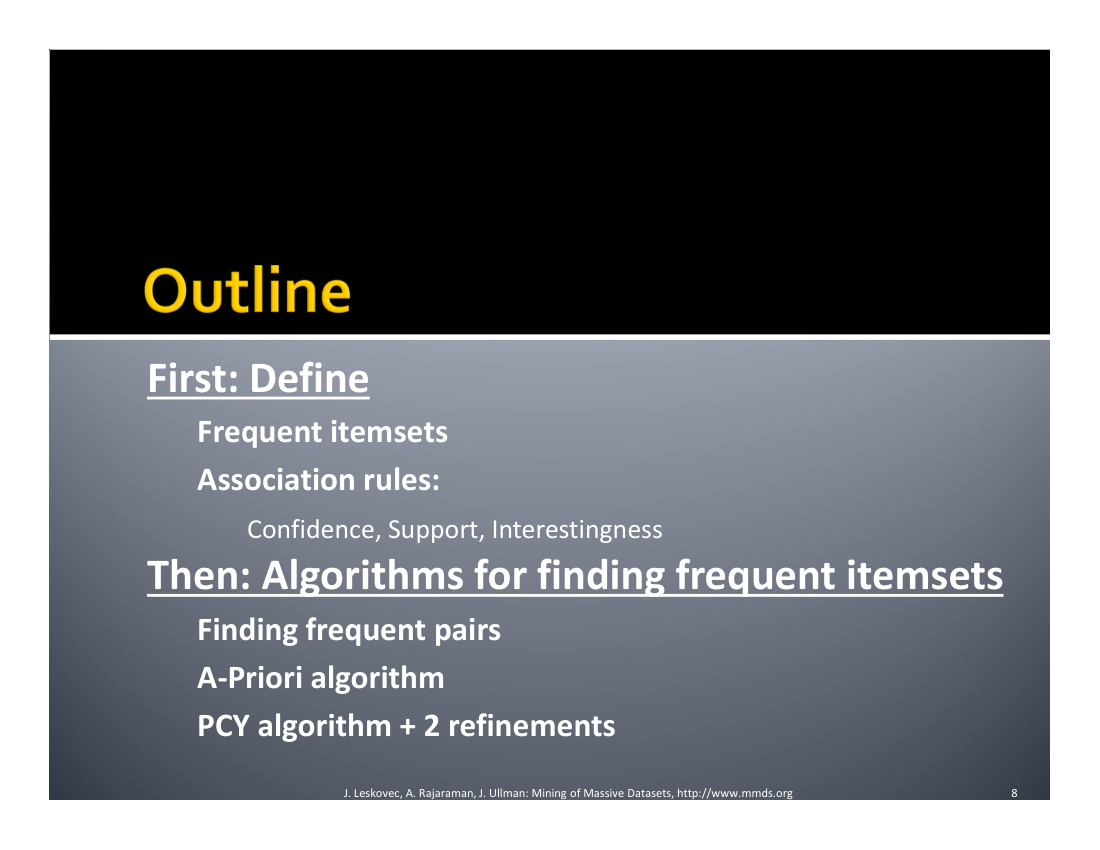 Outline
First: Define
Frequent itemsets
Association rules:
Confidence, Support, Interestingness
Then: Algorithms for finding frequent itemsets
Finding frequent pairs
A-Priori algorithm
PCY algorithm + 2 refinements
J. Leskovec, A. Rajaraman, J. Ullman: Mining of Massive Datasets, http://www.mmds.org 8